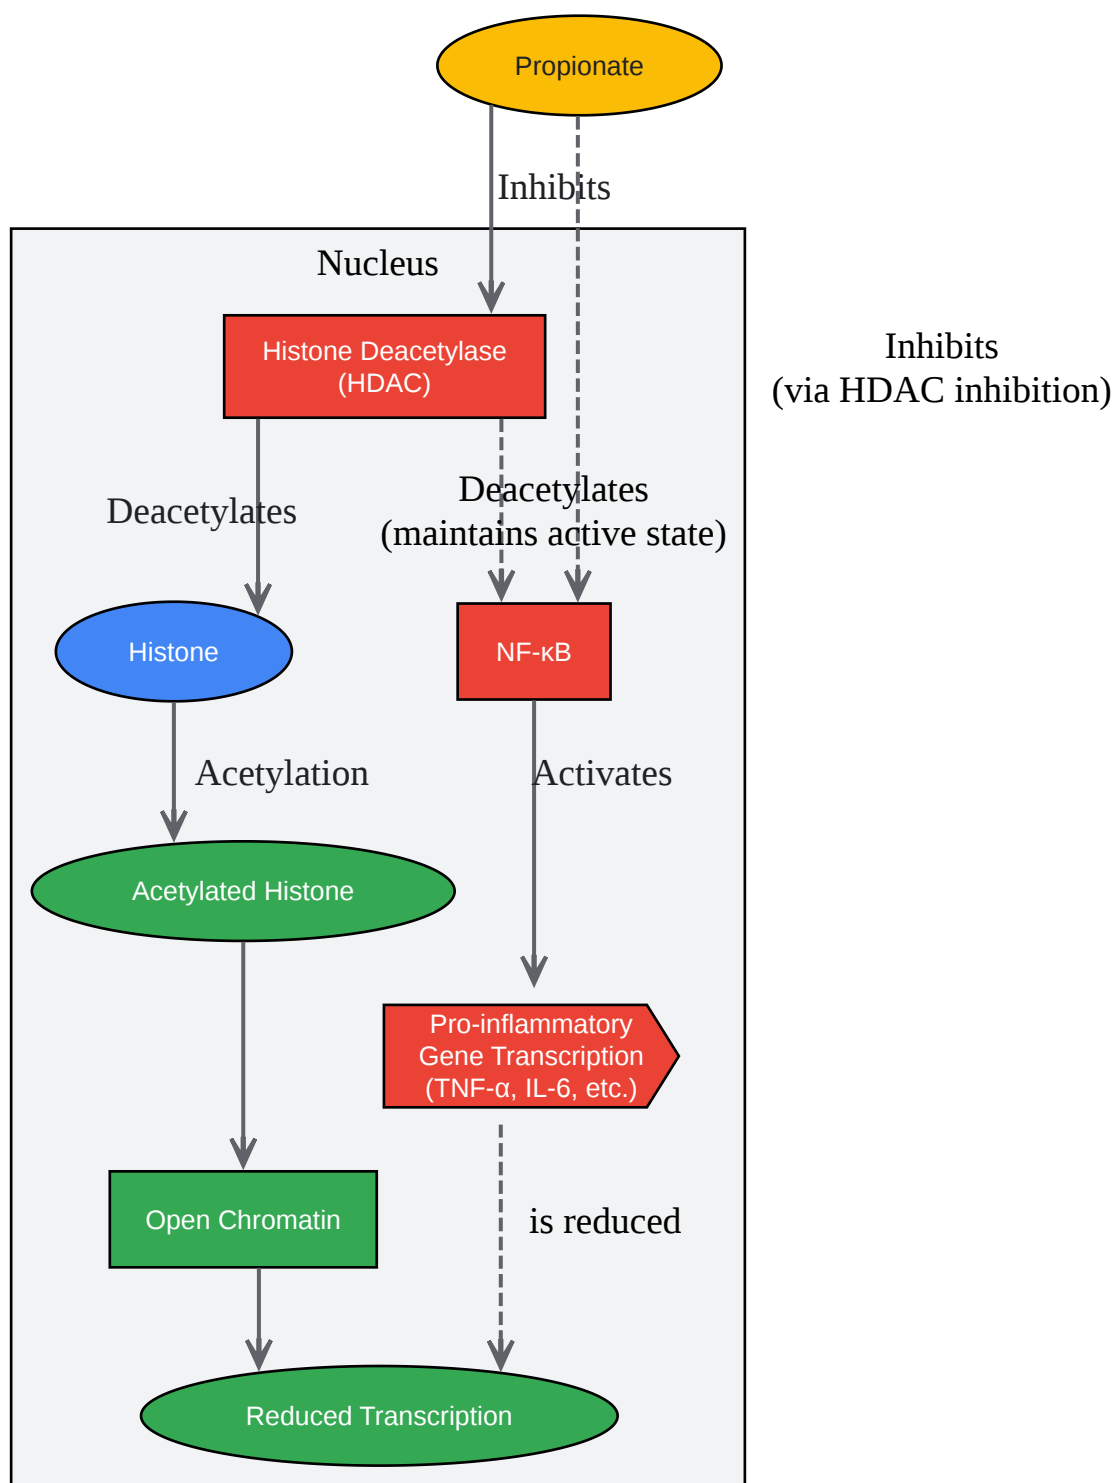 Propionate
Inhibits
Nucleus
Histone Deacetylase
(HDAC)
Inhibits
(via HDAC inhibition)
Deacetylates
Deacetylates
(maintains active state)
Histone
NF-κB
Acetylation
Activates
Acetylated Histone
Pro-inflammatory
Gene Transcription
(TNF-α, IL-6, etc.)
Open Chromatin
is reduced
Reduced Transcription